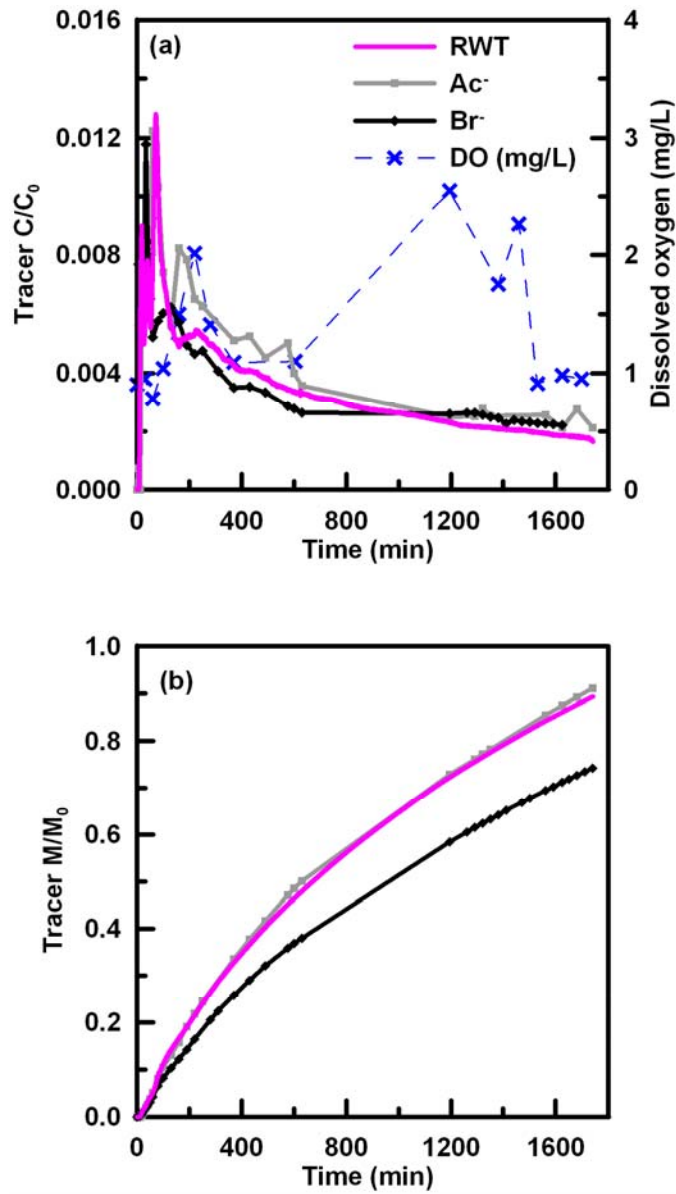 (a)
RWT
Ac⁻
Br⁻
DO (mg/L)
0.016
0.012
0.008
0.004
0.000
Tracer C/C₀
4
3
2
1
0
Dissolved oxygen (mg/L)
0 400 800 1200 1600
Time (min)
(b)
1.0
0.8
0.6
0.4
0.2
0.0
Tracer M/M₀
0 400 800 1200 1600
Time (min)